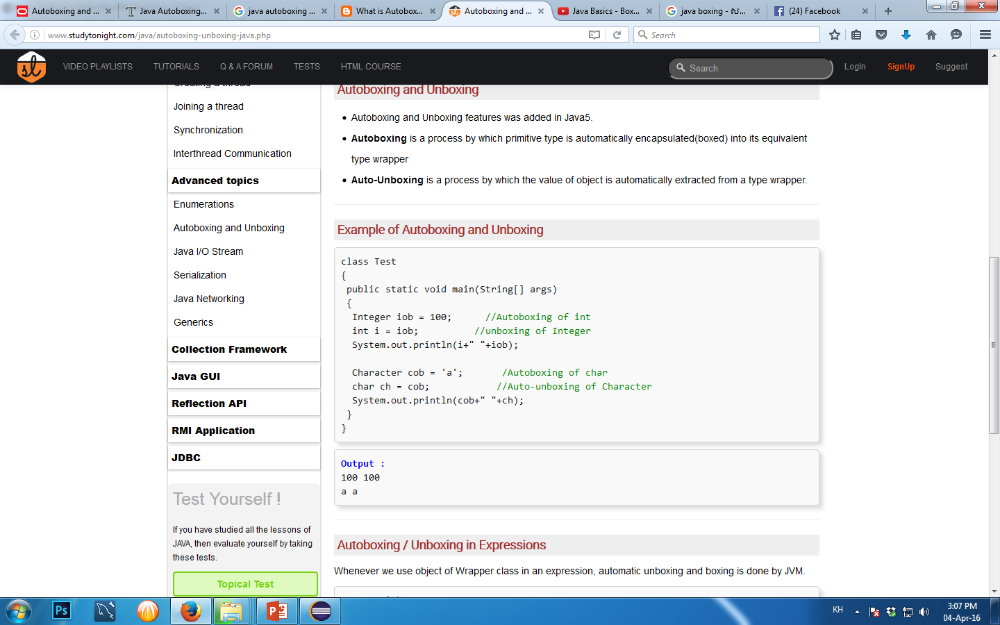 Autoboxing and ...
Java Autoboxing...
java autoboxing ...
What is Autobox...
Autoboxing and ...
Java Basics - Box...
java boxing - ស...
(24) Facebook
www.studytonight.com/java/autoboxing-unboxing-java.php
Search
VIDEO PLAYLISTS
TUTORIALS
Q & A FORUM
TESTS
HTML COURSE
Search
LogIn
SignUp
Suggest
Creating a thread
Joining a thread
Synchronization
Interthread Communication
Advanced topics
Enumerations
Autoboxing and Unboxing
Java I/O Stream
Serialization
Java Networking
Generics
Collection Framework
Java GUI
Reflection API
RMI Application
JDBC
Test Yourself !
If you have studied all the lessons of
JAVA, then evaluate yourself by taking
these tests.
Topical Test
Autoboxing and Unboxing
Autoboxing and Unboxing features was added in Java5.
Autoboxing is a process by which primitive type is automatically encapsulated(boxed) into its equivalent
type wrapper
Auto-Unboxing is a process by which the value of object is automatically extracted from a type wrapper.
Example of Autoboxing and Unboxing
class Test
{
public static void main(String[] args)
{
Integer iob = 100; //Autoboxing of int
int i = iob; //unboxing of Integer
System.out.println(i+" "+iob);
Character cob = 'a'; /Autoboxing of char
char ch = cob; //Auto-unboxing of Character
System.out.println(cob+" "+ch);
}
}
Output :
100 100
a a
Autoboxing / Unboxing in Expressions
Whenever we use object of Wrapper class in an expression, automatic unboxing and boxing is done by JVM.
Ps
KH
3:07 PM
04-Apr-16